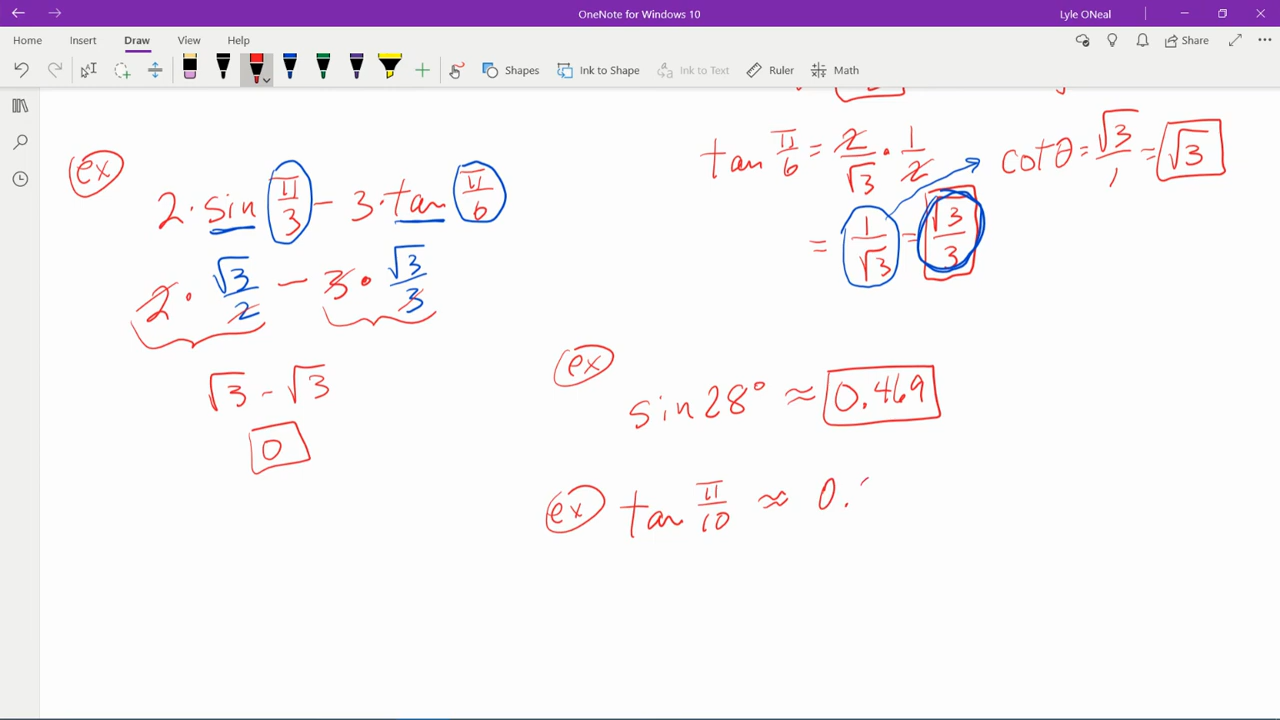 OneNote for Windows 10
Lyle ONeal
Home Insert Draw View Help
Share
Shapes Ink to Shape Ink to Text Ruler Math
ex
2 · sin π/3 − 3 · tan π/6
2 · √3/2 − 3 · √3/3
√3 − √3
0
tan π/6 = 2/√3 · 1/2
= 1/√3 = √3/3
cot θ = √3/1 = √3
ex
sin 28° ≈ 0.469
ex tan π/10 ≈ 0.